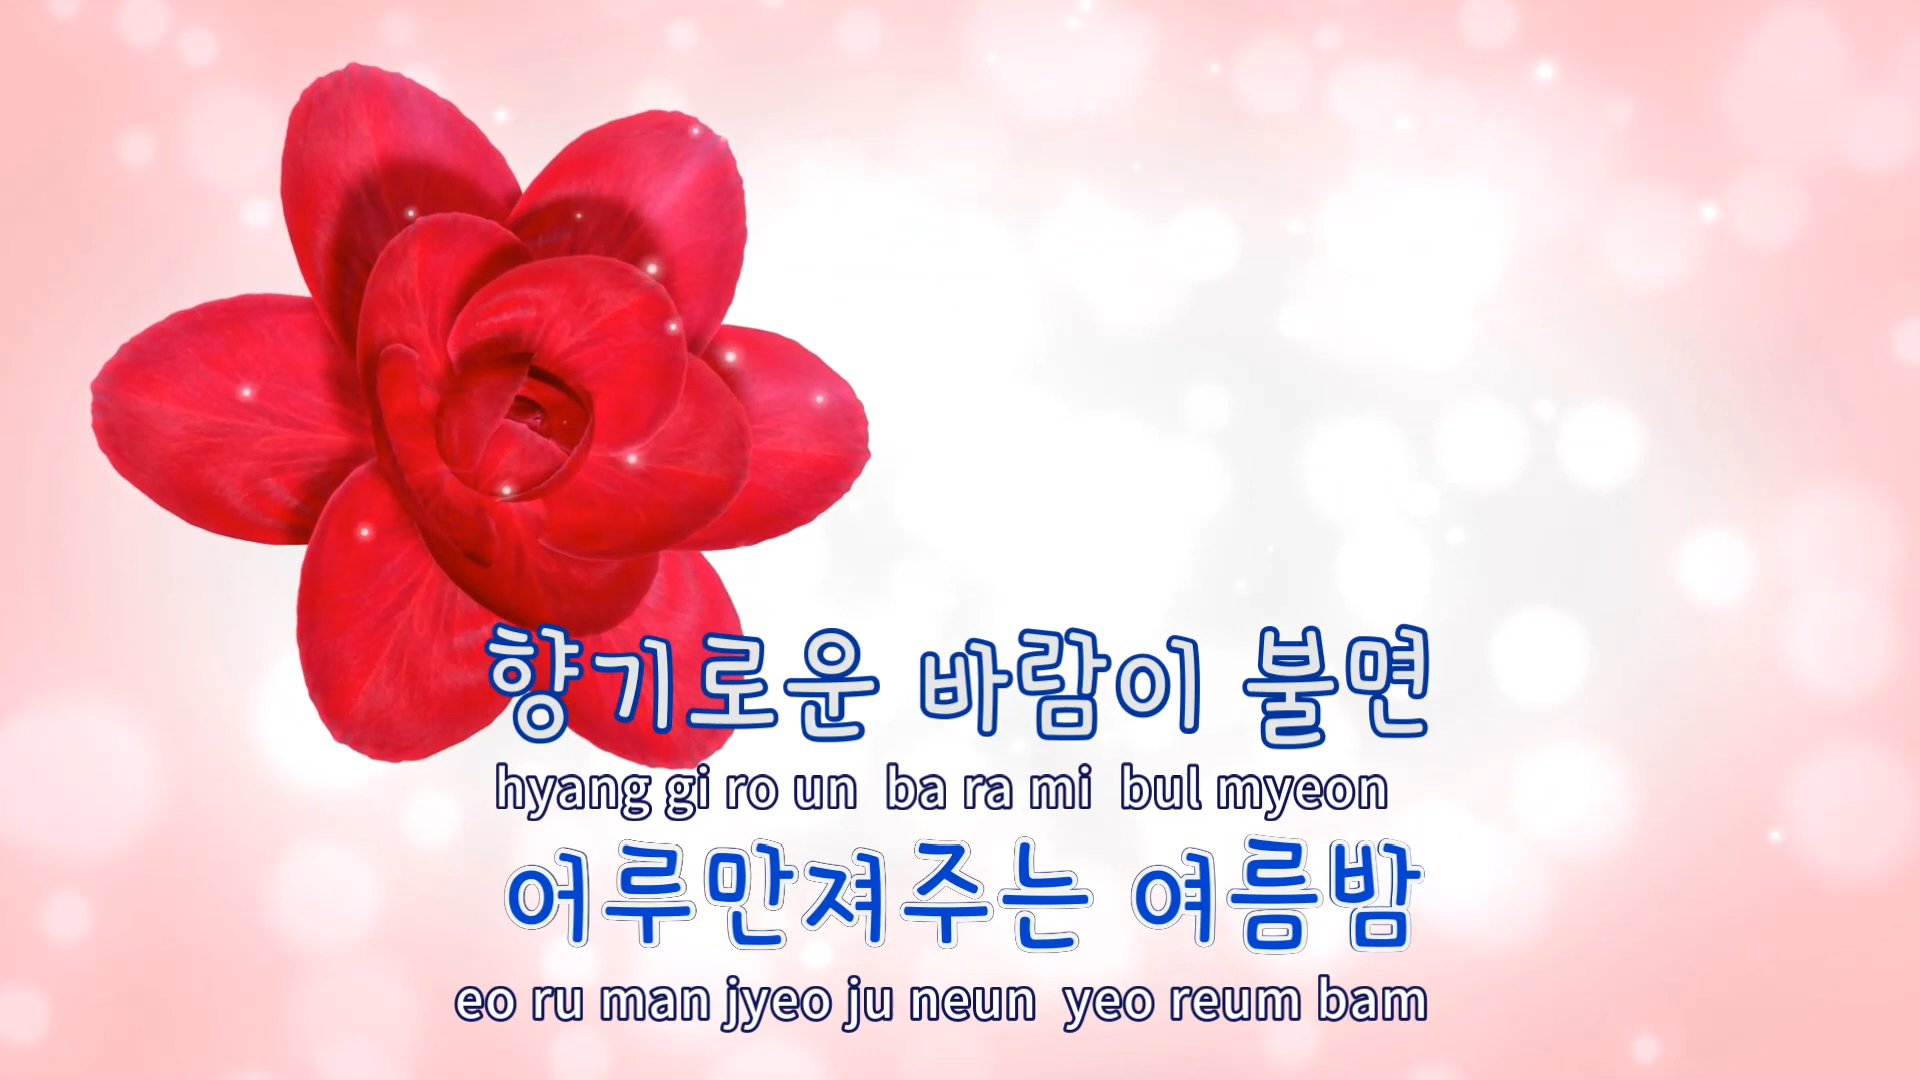 향기로운 바람이 불면
hyang gi ro un ba ra mi bul myeon
어루만져주는 여름밤
eo ru man jyeo ju neun yeo reum bam